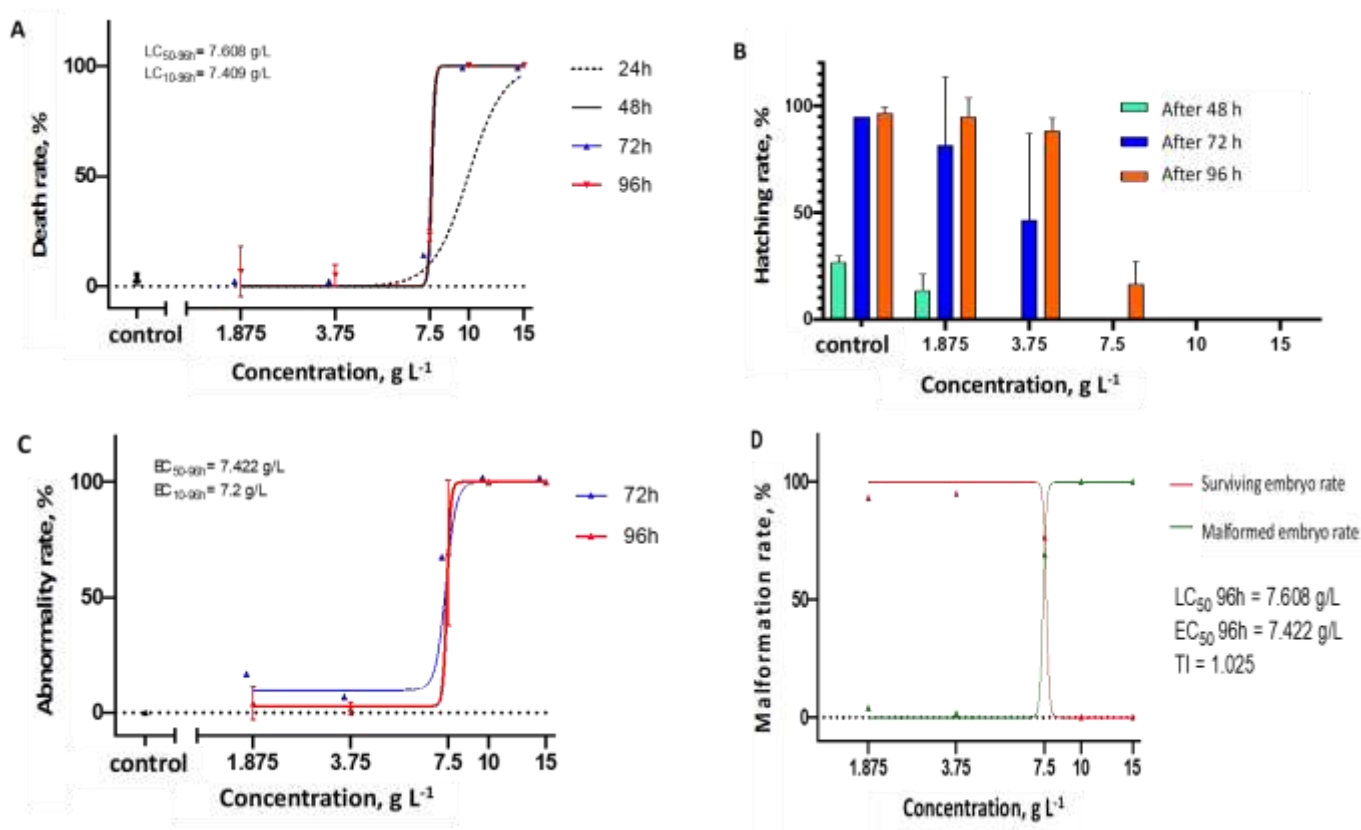 A
LC50-96h= 7.608 g/L
LC10-96h= 7.409 g/L
24h
48h
72h
96h
Death rate, %
100
50
0
control
1.875
3.75
7.5
10
15
Concentration, g L-1
B
After 48 h
After 72 h
After 96 h
Hatching rate, %
100
50
0
control
1.875
3.75
7.5
10
15
Concentration, g L-1
C
EC50-96h= 7.422 g/L
EC10-96h= 7.2 g/L
72h
96h
Abnormality rate, %
100
50
0
control
1.875
3.75
7.5
10
15
Concentration, g L-1
D
Surviving embryo rate
Malformed embryo rate
LC50 96h = 7.608 g/L
EC50 96h = 7.422 g/L
TI = 1.025
Malformation rate, %
100
50
0
1.875
3.75
7.5
10
15
Concentration, g L-1